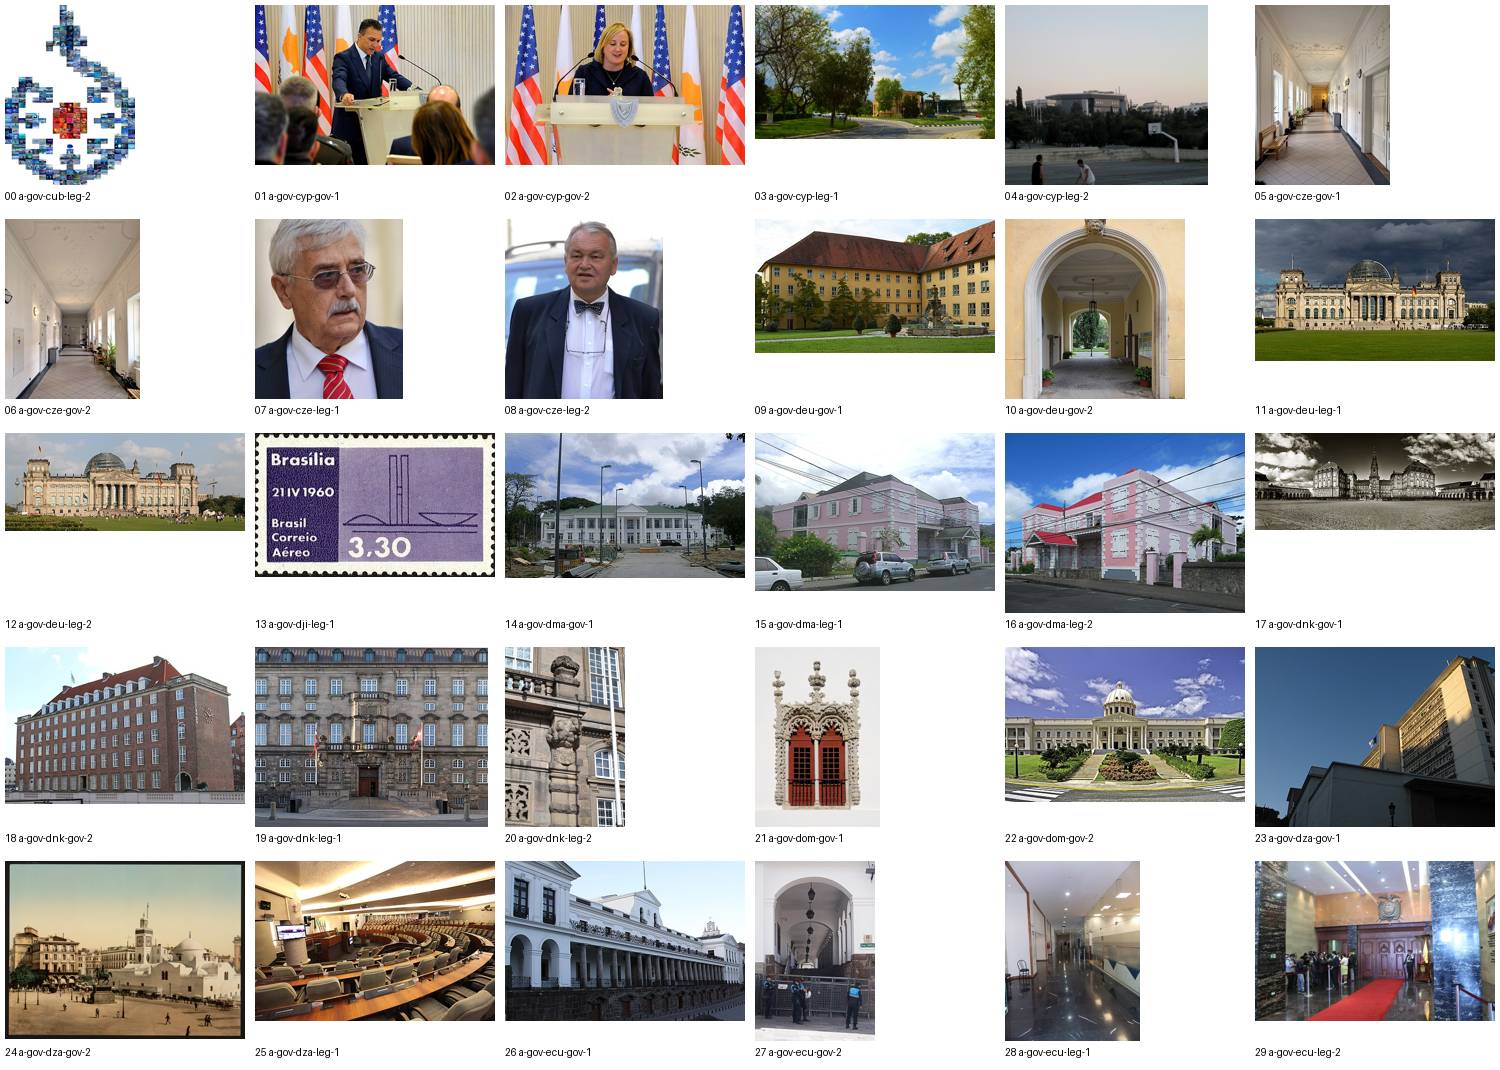 00 a-gov-cub-leg-2
01 a-gov-cyp-gov-1
02 a-gov-cyp-gov-2
03 a-gov-cyp-leg-1
04 a-gov-cyp-leg-2
05 a-gov-cze-gov-1
06 a-gov-cze-gov-2
07 a-gov-cze-leg-1
08 a-gov-cze-leg-2
09 a-gov-deu-gov-1
10 a-gov-deu-gov-2
11 a-gov-deu-leg-1
Brasília
21 IV 1960
Brasil
Correio
Aéreo
3,30
12 a-gov-deu-leg-2
13 a-gov-dji-leg-1
14 a-gov-dma-gov-1
15 a-gov-dma-leg-1
16 a-gov-dma-leg-2
17 a-gov-dnk-gov-1
18 a-gov-dnk-gov-2
19 a-gov-dnk-leg-1
20 a-gov-dnk-leg-2
21 a-gov-dom-gov-1
22 a-gov-dom-gov-2
23 a-gov-dza-gov-1
24 a-gov-dza-gov-2
25 a-gov-dza-leg-1
26 a-gov-ecu-gov-1
27 a-gov-ecu-gov-2
28 a-gov-ecu-leg-1
29 a-gov-ecu-leg-2